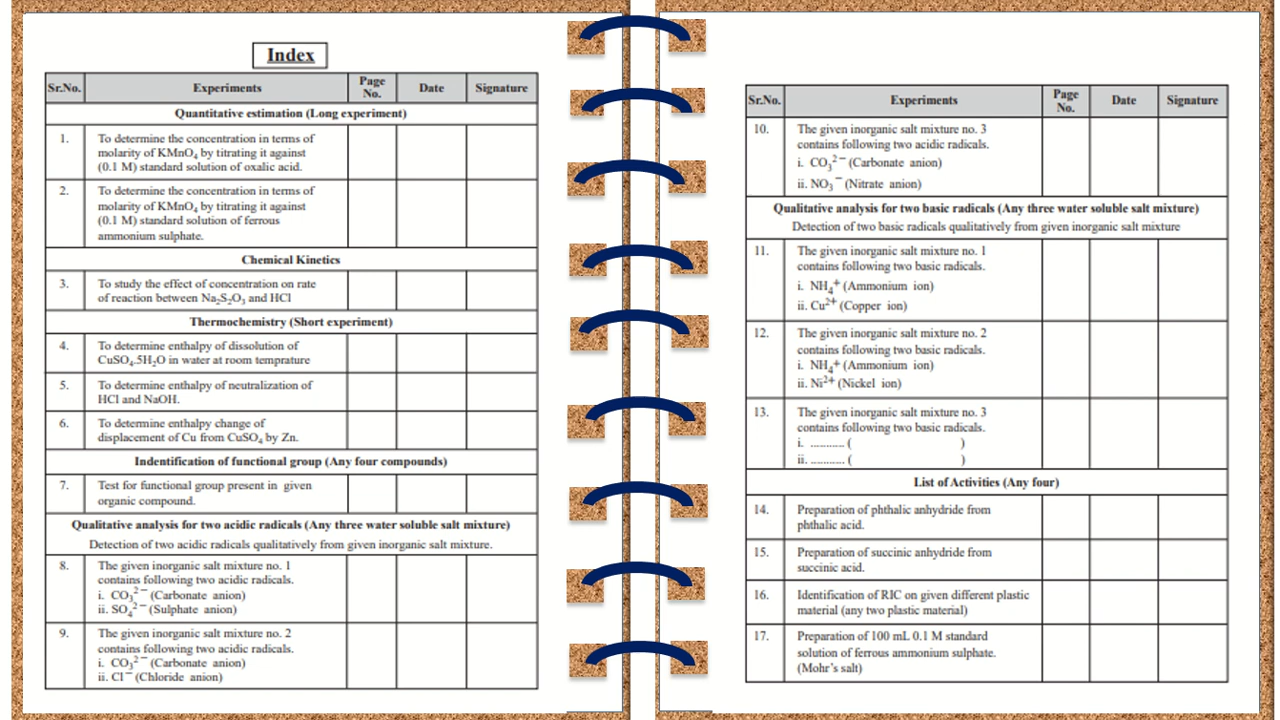 Index
Sr.No. Experiments Page No. Date Signature
Quantitative estimation (Long experiment)
1. To determine the concentration in terms of
molarity of KMnO₄ by titrating it against
(0.1 M) standard solution of oxalic acid.
2. To determine the concentration in terms of
molarity of KMnO₄ by titrating it against
(0.1 M) standard solution of ferrous
ammonium sulphate.
Chemical Kinetics
3. To study the effect of concentration on rate
of reaction between Na₂S₂O₃ and HCl
Thermochemistry (Short experiment)
4. To determine enthalpy of dissolution of
CuSO₄.5H₂O in water at room temprature
5. To determine enthalpy of neutralization of
HCl and NaOH.
6. To determine enthalpy change of
displacement of Cu from CuSO₄ by Zn.
Indentification of functional group (Any four compounds)
7. Test for functional group present in given
organic compound.
Qualitative analysis for two acidic radicals (Any three water soluble salt mixture)
Detection of two acidic radicals qualitatively from given inorganic salt mixture.
8. The given inorganic salt mixture no. 1
contains following two acidic radicals.
i. CO₃²⁻ (Carbonate anion)
ii. SO₄²⁻ (Sulphate anion)
9. The given inorganic salt mixture no. 2
contains following two acidic radicals.
i. CO₃²⁻ (Carbonate anion)
ii. Cl⁻ (Chloride anion)
Sr.No. Experiments Page No. Date Signature
10. The given inorganic salt mixture no. 3
contains following two acidic radicals.
i. CO₃²⁻ (Carbonate anion)
ii. NO₃⁻ (Nitrate anion)
Qualitative analysis for two basic radicals (Any three water soluble salt mixture)
Detection of two basic radicals qualitatively from given inorganic salt mixture
11. The given inorganic salt mixture no. 1
contains following two basic radicals.
i. NH₄⁺ (Ammonium ion)
ii. Cu²⁺ (Copper ion)
12. The given inorganic salt mixture no. 2
contains following two basic radicals.
i. NH₄⁺ (Ammonium ion)
ii. Ni²⁺ (Nickel ion)
13. The given inorganic salt mixture no. 3
contains following two basic radicals.
i. ........... ( )
ii. ........... ( )
List of Activities (Any four)
14. Preparation of phthalic anhydride from
phthalic acid.
15. Preparation of succinic anhydride from
succinic acid.
16. Identification of RIC on given different plastic
material (any two plastic material)
17. Preparation of 100 mL 0.1 M standard
solution of ferrous ammonium sulphate.
(Mohr's salt)